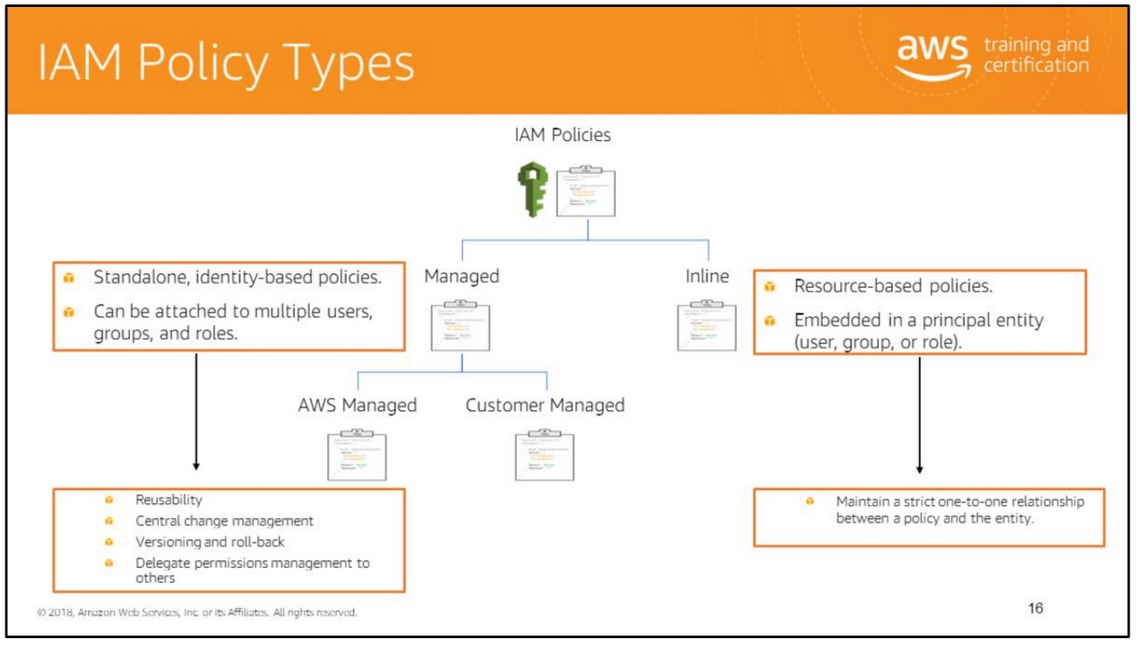 IAM Policy Types
aws training and
certification
IAM Policies
Standalone, identity-based policies.
Can be attached to multiple users,
groups, and roles.
Managed
Inline
Resource-based policies.
Embedded in a principal entity
(user, group, or role).
AWS Managed
Customer Managed
Reusability
Central change management
Versioning and roll-back
Delegate permissions management to
others
Maintain a strict one-to-one relationship
between a policy and the entity.
© 2018, Amazon Web Services, Inc. or its Affiliates. All rights reserved.
16